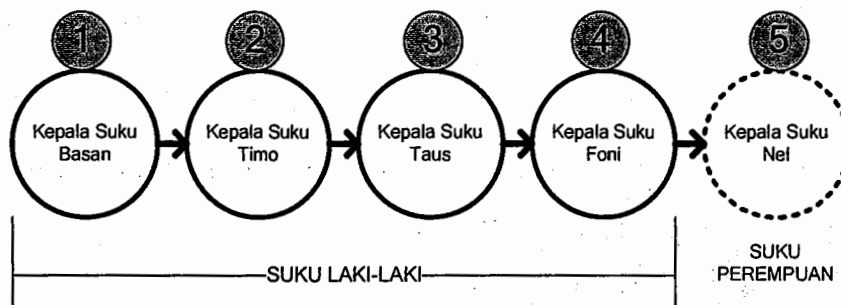 1
2
3
4
5
Kepala Suku
Basan
Kepala Suku
Timo
Kepala Suku
Taus
Kepala Suku
Foni
Kepala Suku
Nel
SUKU LAKI-LAKI
SUKU
PEREMPUAN